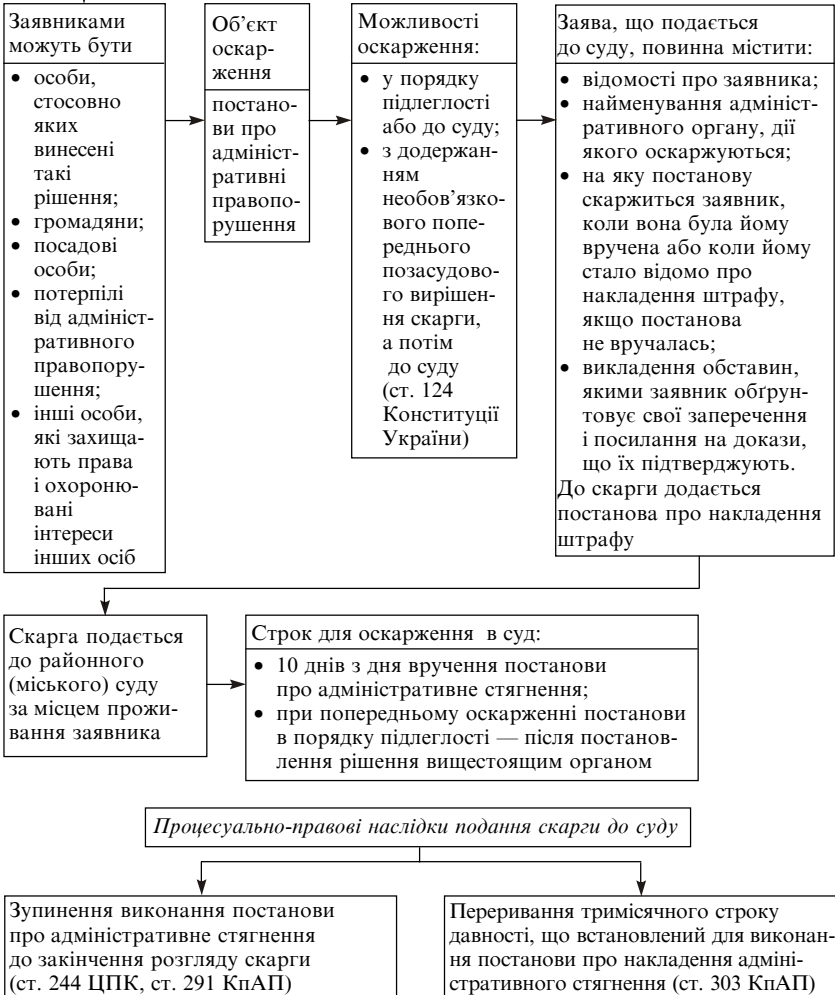 Заявниками
можуть бути
• особи,
стосовно
яких
винесені
такі
рішення;
• громадяни;
• посадові
особи;
• потерпілі
від адмініст-
ративного
правопору-
шення;
• інші особи,
які захища-
ють права
і охороню-
вані
інтереси
інших осіб
Об’єкт
оскар-
ження
постано-
ви про
адмініст-
ративні
правопо-
рушення
Можливості
оскарження:
• у порядку
підлеглості
або до суду;
• з додержан-
ням
необов’язко-
вого попе-
реднього
позасудово-
го вирішен-
ня скарги,
а потім
до суду
(ст. 124
Конституції
України)
Заява, що подається
до суду, повинна містити:
• відомості про заявника;
• найменування адмініст-
ративного органу, дії
якого оскаржуються;
• на яку постанову
скаржиться заявник,
коли вона була йому
вручена або коли йому
стало відомо про
накладення штрафу,
якщо постанова
не вручалась;
• викладення обставин,
якими заявник обґрун-
товує свої заперечення
і посилання на докази,
що їх підтверджують.
До скарги додається
постанова про накладення
штрафу
Скарга подається
до районного
(міського) суду
за місцем прожи-
вання заявника
Строк для оскарження в суд:
• 10 днів з дня вручення постанови
про адміністративне стягнення;
• при попередньому оскарженні постанови
в порядку підлеглості — після постанов-
лення рішення вищестоящим органом
Процесуально-правові наслідки подання скарги до суду
Зупинення виконання постанови
про адміністративне стягнення
до закінчення розгляду скарги
(ст. 244 ЦПК, ст. 291 КпАП)
Переривання тримісячного строку
давності, що встановлений для виконан-
ня постанови про накладення адміні-
стративного стягнення (ст. 303 КпАП)